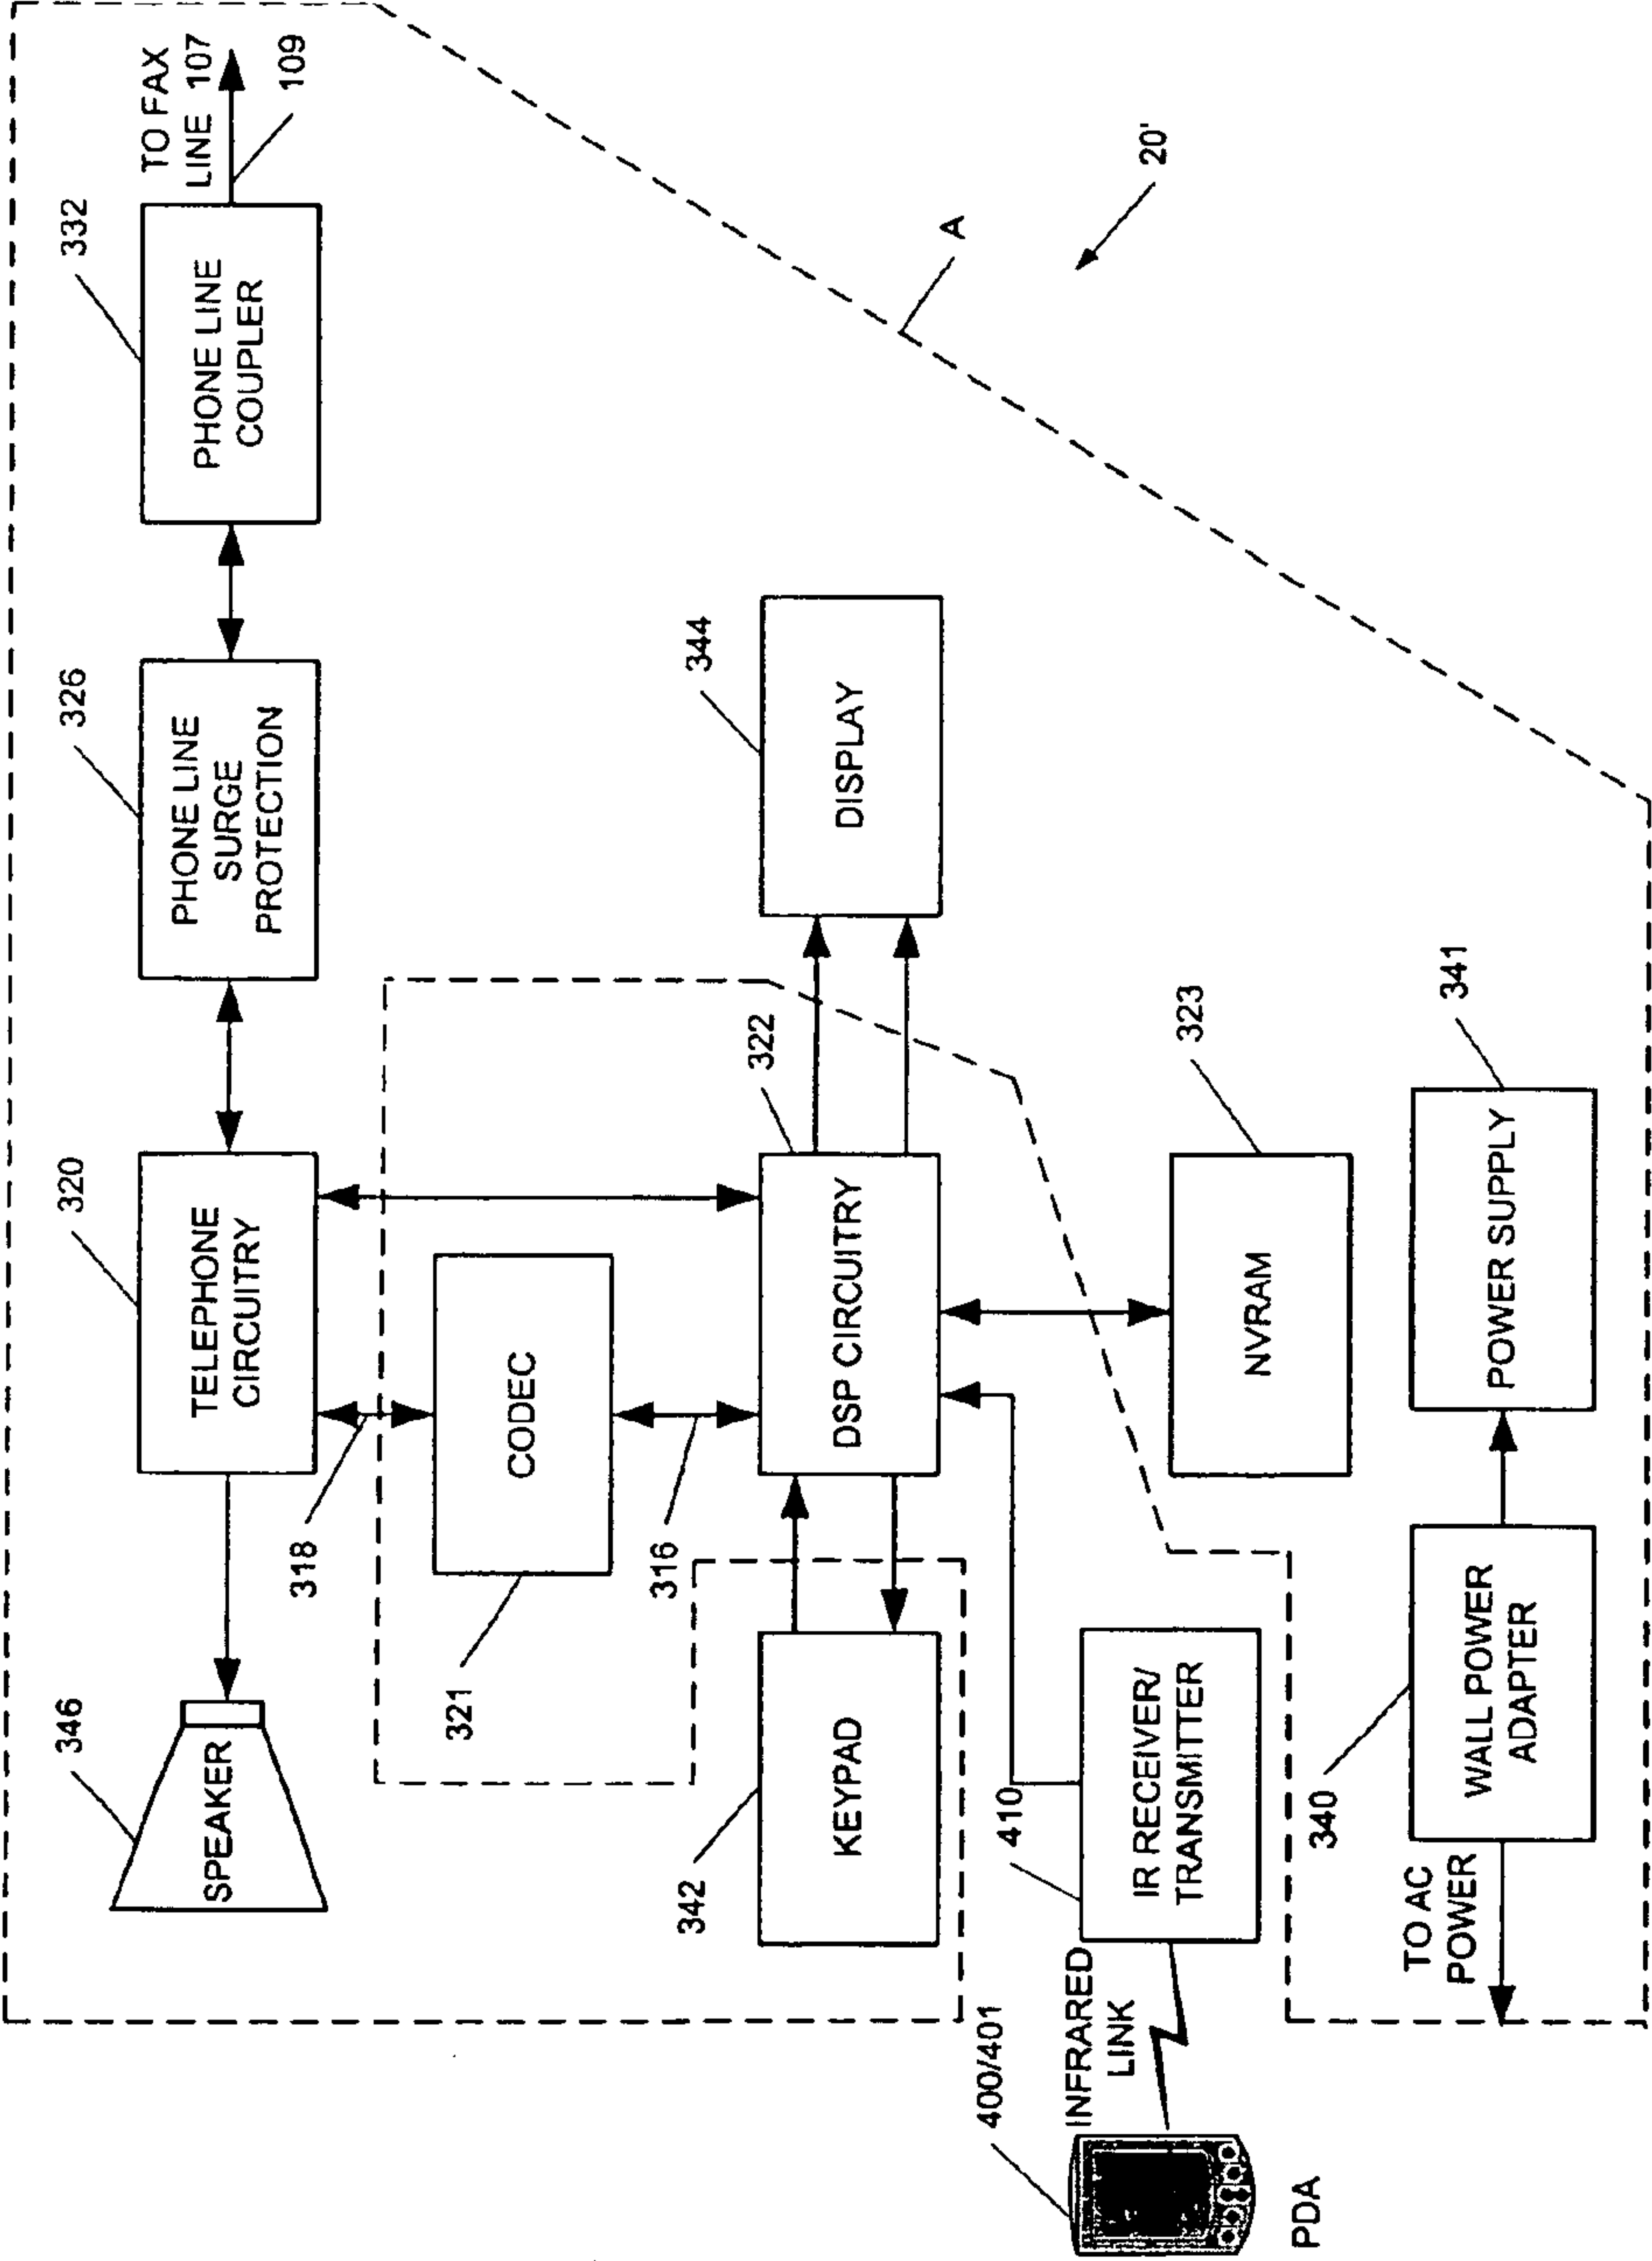 346
SPEAKER
320
TELEPHONE
CIRCUITRY
326
PHONE LINE
SURGE
PROTECTION
332
PHONE LINE
COUPLER
TO FAX
LINE 107
109
318
321
CODEC
316
342
KEYPAD
322
DSP CIRCUITRY
344
DISPLAY
A
20'
400/401
PDA
INFRARED
LINK
410
IR RECEIVER/
TRANSMITTER
323
NVRAM
TO AC
POWER
340
WALL POWER
ADAPTER
341
POWER SUPPLY